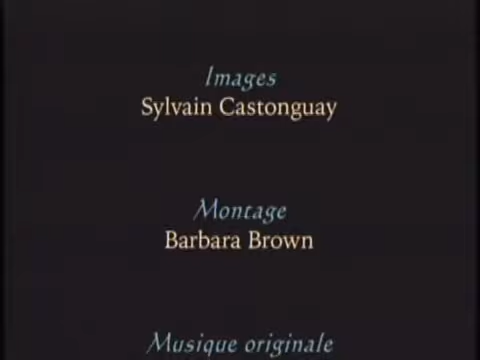 Images
Sylvain Castonguay
Montage
Barbara Brown
Musique originale